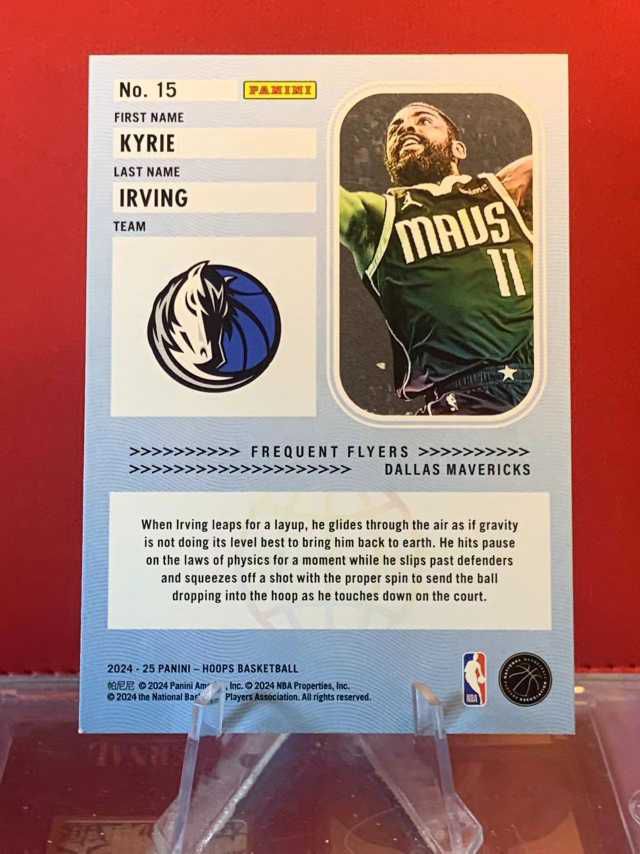 No. 15
PANINI
FIRST NAME
KYRIE
LAST NAME
IRVING
TEAM
MAVS
11
>>>>>>>>>> FREQUENT FLYERS >>>>>>>>>>
>>>>>>>>>>>>>>>>>>>> DALLAS MAVERICKS
When Irving leaps for a layup, he glides through the air as if gravity
is not doing its level best to bring him back to earth. He hits pause
on the laws of physics for a moment while he slips past defenders
and squeezes off a shot with the proper spin to send the ball
dropping into the hoop as he touches down on the court.
2024 - 25 PANINI – HOOPS BASKETBALL
帕尼尼 © 2024 Panini , Inc. © 2024 NBA Properties, Inc.
© 2024 the National Players Association. All rights reserved.
NBA